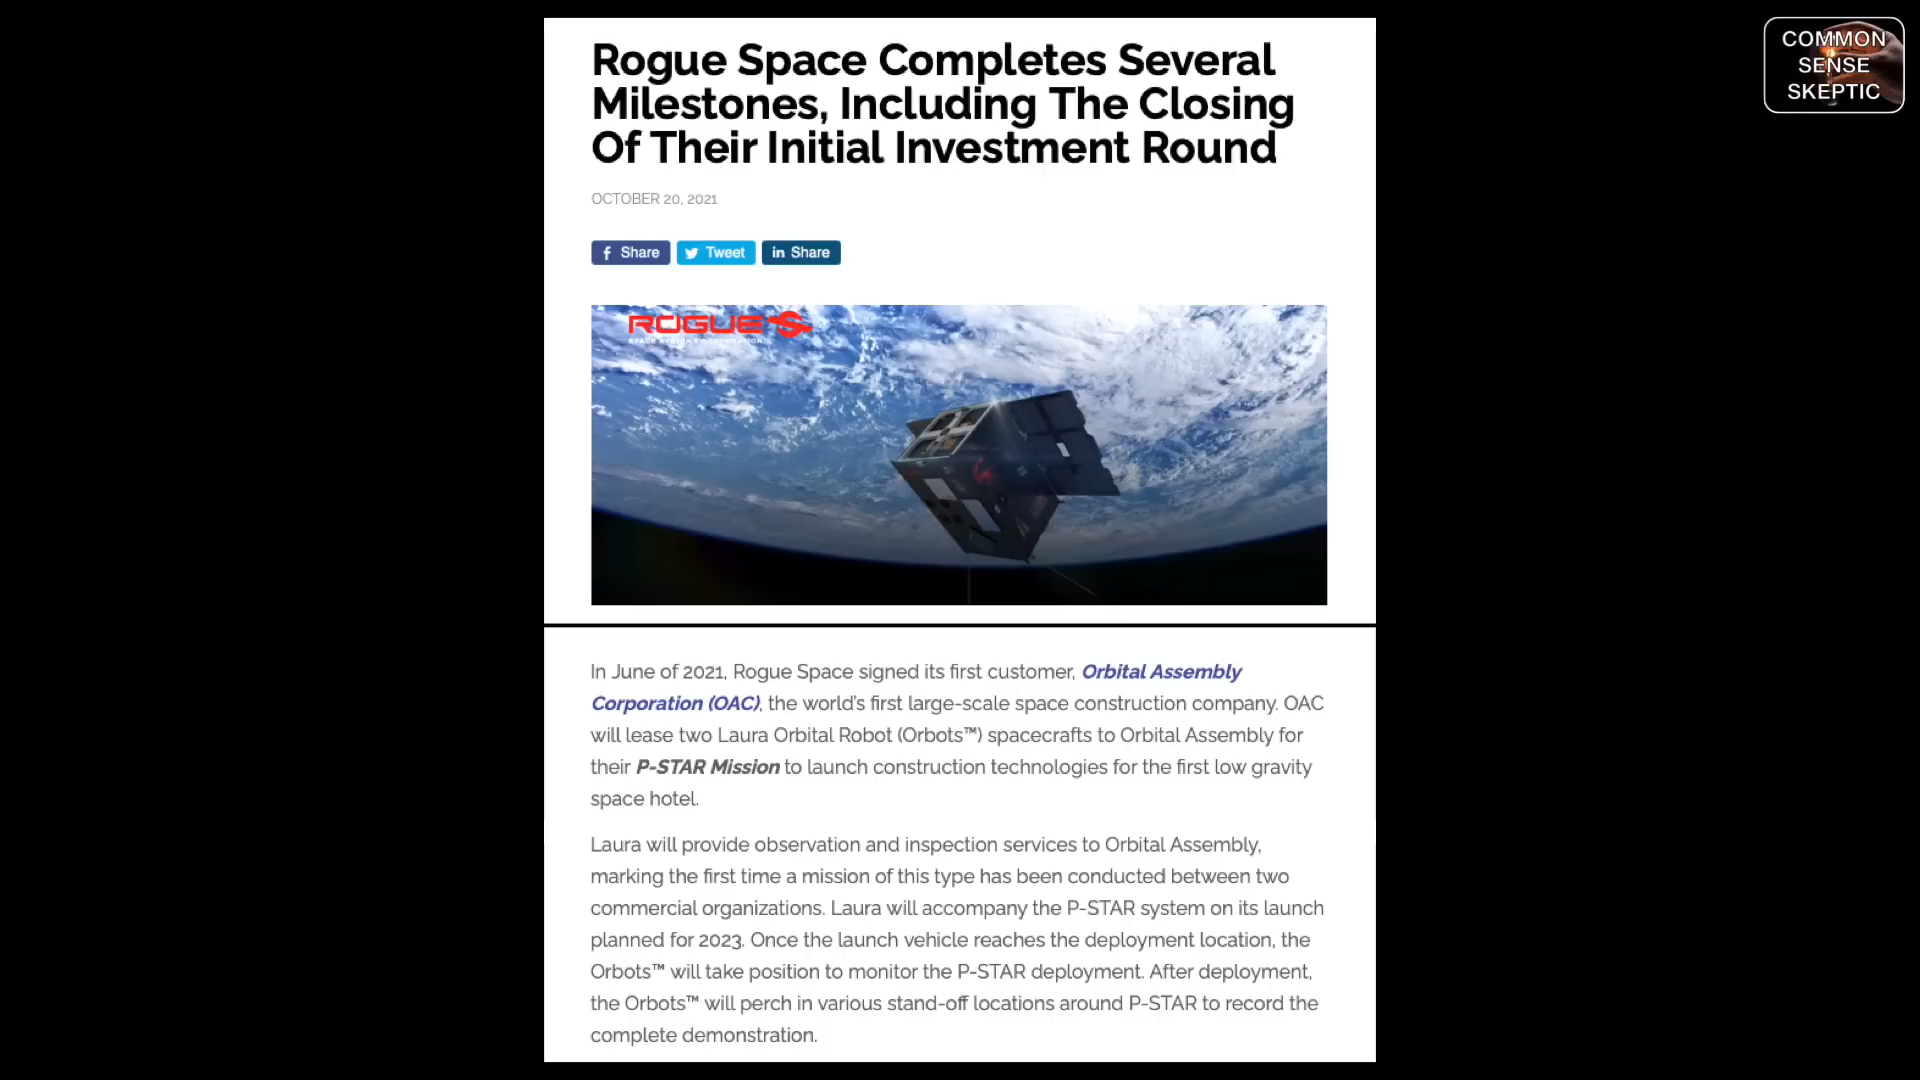 Rogue Space Completes Several
Milestones, Including The Closing
Of Their Initial Investment Round
COMMON
SENSE
SKEPTIC
OCTOBER 20, 2021
Share Tweet in Share
ROGUE
SPACE SYSTEMS CORPORATION
In June of 2021, Rogue Space signed its first customer, Orbital Assembly
Corporation (OAC), the world's first large-scale space construction company. OAC
will lease two Laura Orbital Robot (Orbots™) spacecrafts to Orbital Assembly for
their P-STAR Mission to launch construction technologies for the first low gravity
space hotel.
Laura will provide observation and inspection services to Orbital Assembly,
marking the first time a mission of this type has been conducted between two
commercial organizations. Laura will accompany the P-STAR system on its launch
planned for 2023. Once the launch vehicle reaches the deployment location, the
Orbots™ will take position to monitor the P-STAR deployment. After deployment,
the Orbots™ will perch in various stand-off locations around P-STAR to record the
complete demonstration.